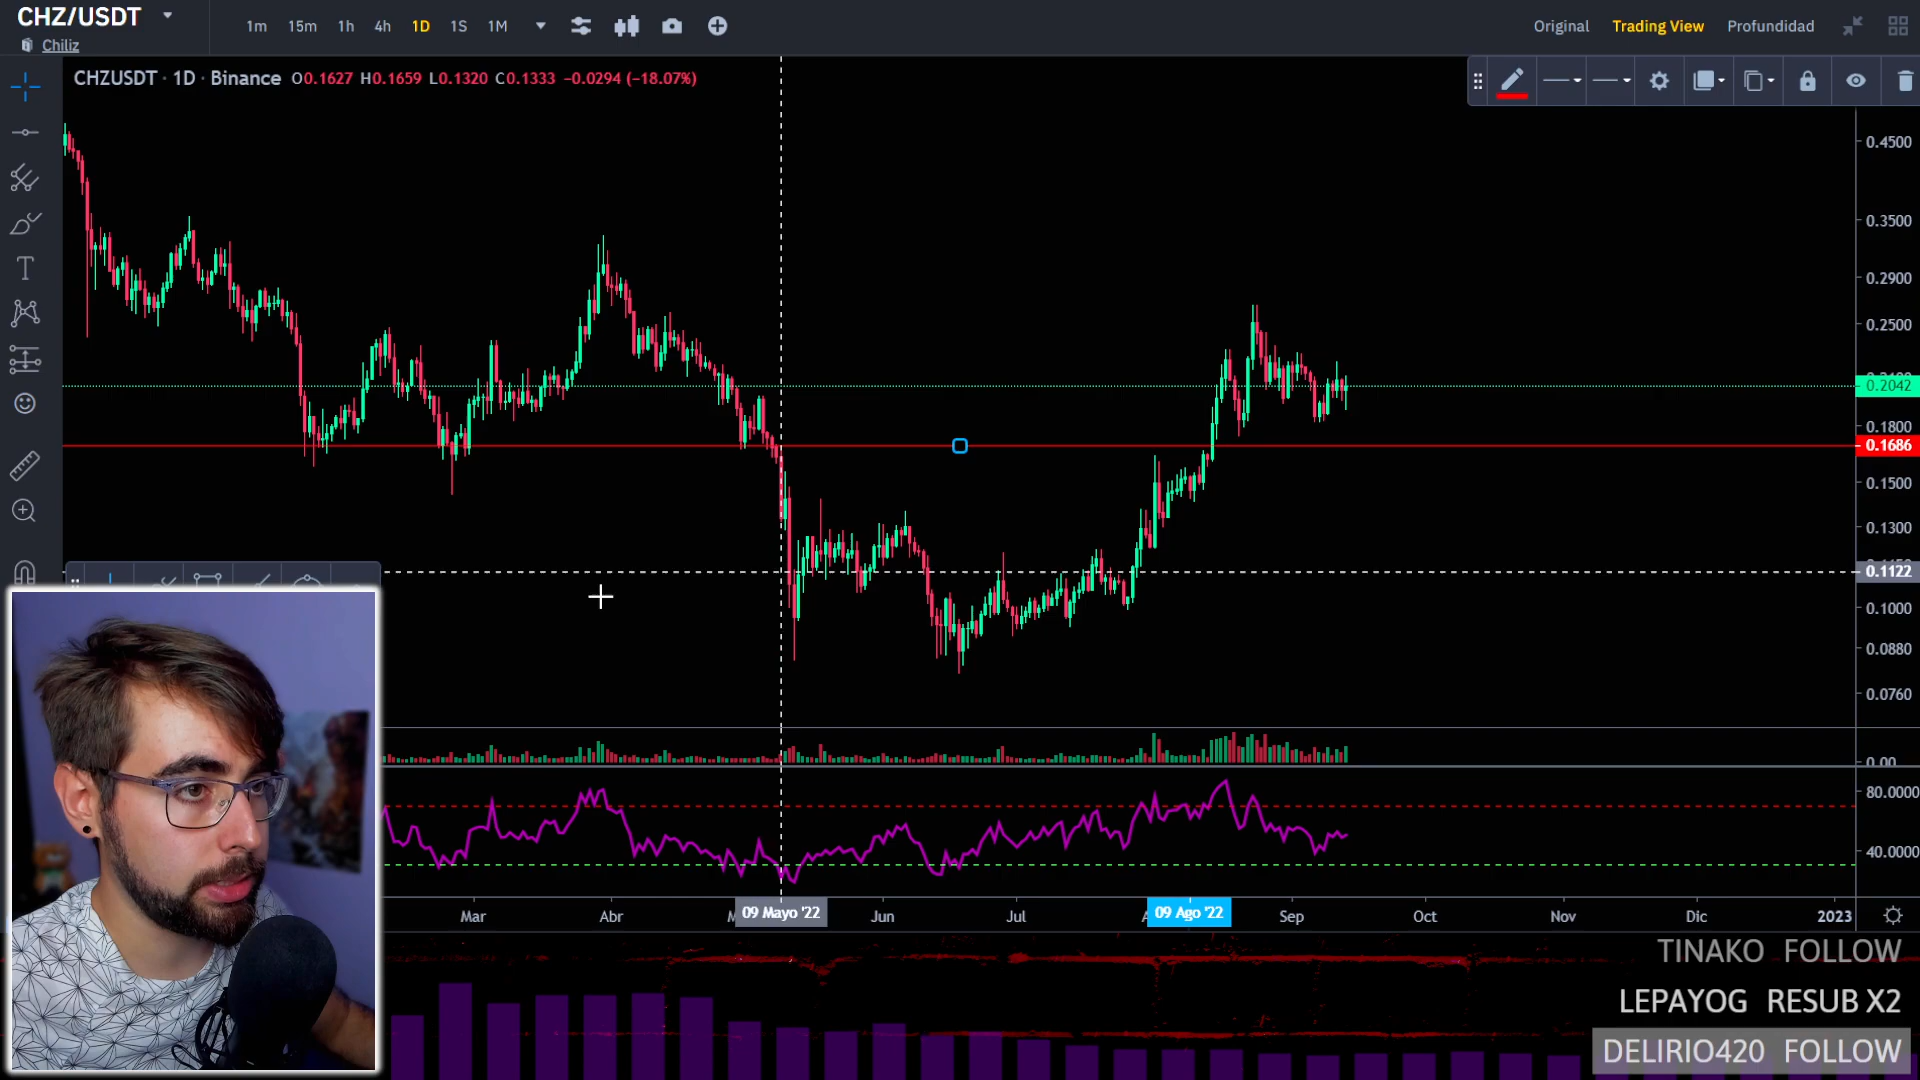 CHZ/USDT
Chiliz
1m 15m 1h 4h 1D 1S 1M
Original Trading View Profundidad
CHZUSDT · 1D · Binance O0.1627 H0.1659 L0.1320 C0.1333 −0.0294 (−18.07%)
0.4500
0.3500
0.2900
0.2500
0.2042
0.1800
0.1686
0.1500
0.1300
0.1122
0.1000
0.0880
0.0760
0.00
80.0000
40.0000
Mar Abr 09 Mayo '22 Jun Jul 09 Ago '22 Sep Oct Nov Dic 2023
TINAKO FOLLOW
LEPAYOG RESUB X2
DELIRIO420 FOLLOW